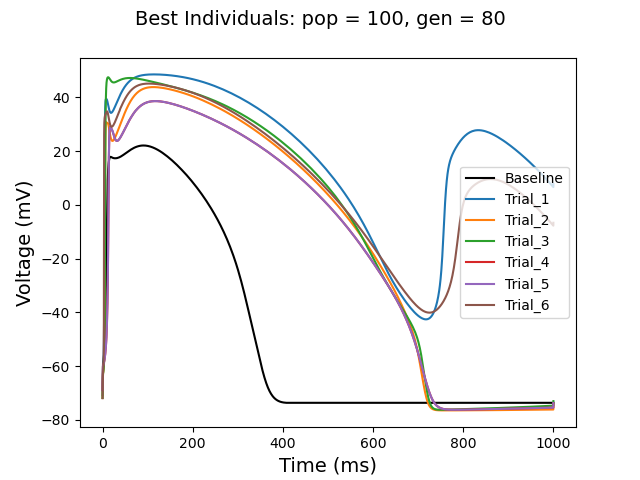 Best Individuals: pop = 100, gen = 80
Voltage (mV)
40
20
0
−20
−40
−60
−80
Baseline
Trial_1
Trial_2
Trial_3
Trial_4
Trial_5
Trial_6
0
200
400
600
800
1000
Time (ms)